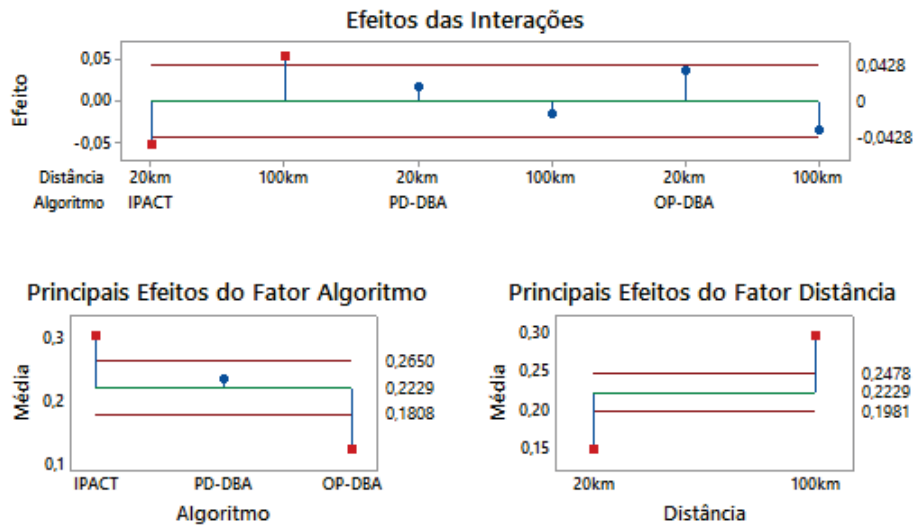 Efeitos das Interações
Efeito
0,05
0,00
-0,05
0,0428
0
-0,0428
Distância 20km 100km 20km 100km 20km 100km
Algoritmo IPACT PD-DBA OP-DBA
Principais Efeitos do Fator Algoritmo
Média
0,3
0,2
0,1
0,2650
0,2229
0,1808
IPACT PD-DBA OP-DBA
Algoritmo
Principais Efeitos do Fator Distância
Média
0,30
0,25
0,20
0,15
0,2478
0,2229
0,1981
20km 100km
Distância